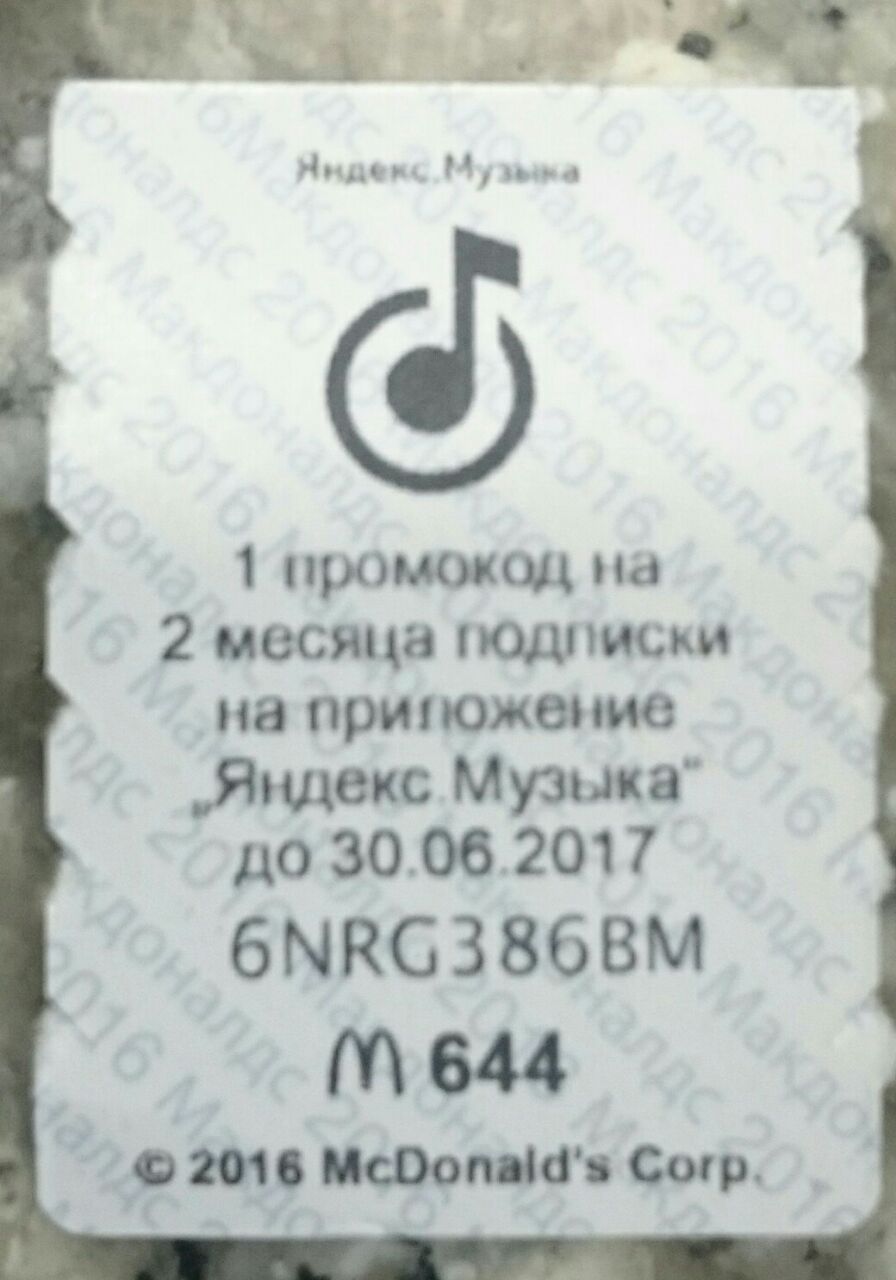 Яндекс.Музыка
1 промокод на
2 месяца подписки
на приложение
„Яндекс.Музыка“
до 30.06.2017
6NRG386BM
M 644
© 2016 McDonald's Corp.